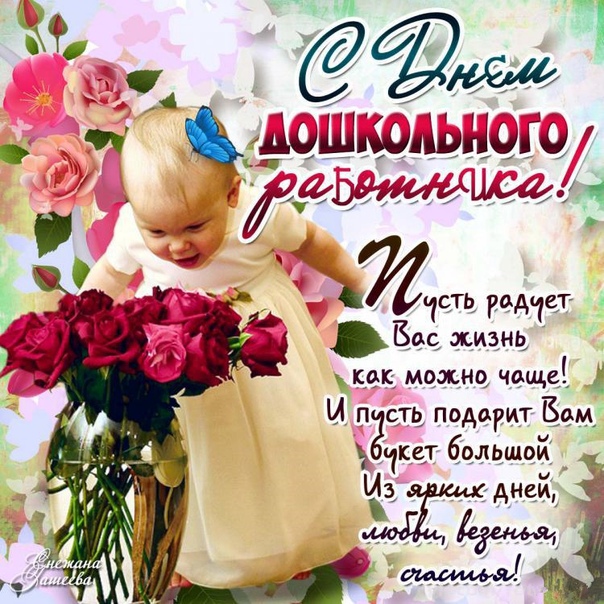 С Днем
ДОШКОЛЬНОГО
работника!
Пусть радует
Вас жизнь
как можно чаще!
И пусть подарит Вам
букет большой
Из ярких дней,
любви, везенья,
счастья!
Снежана
Ташеева